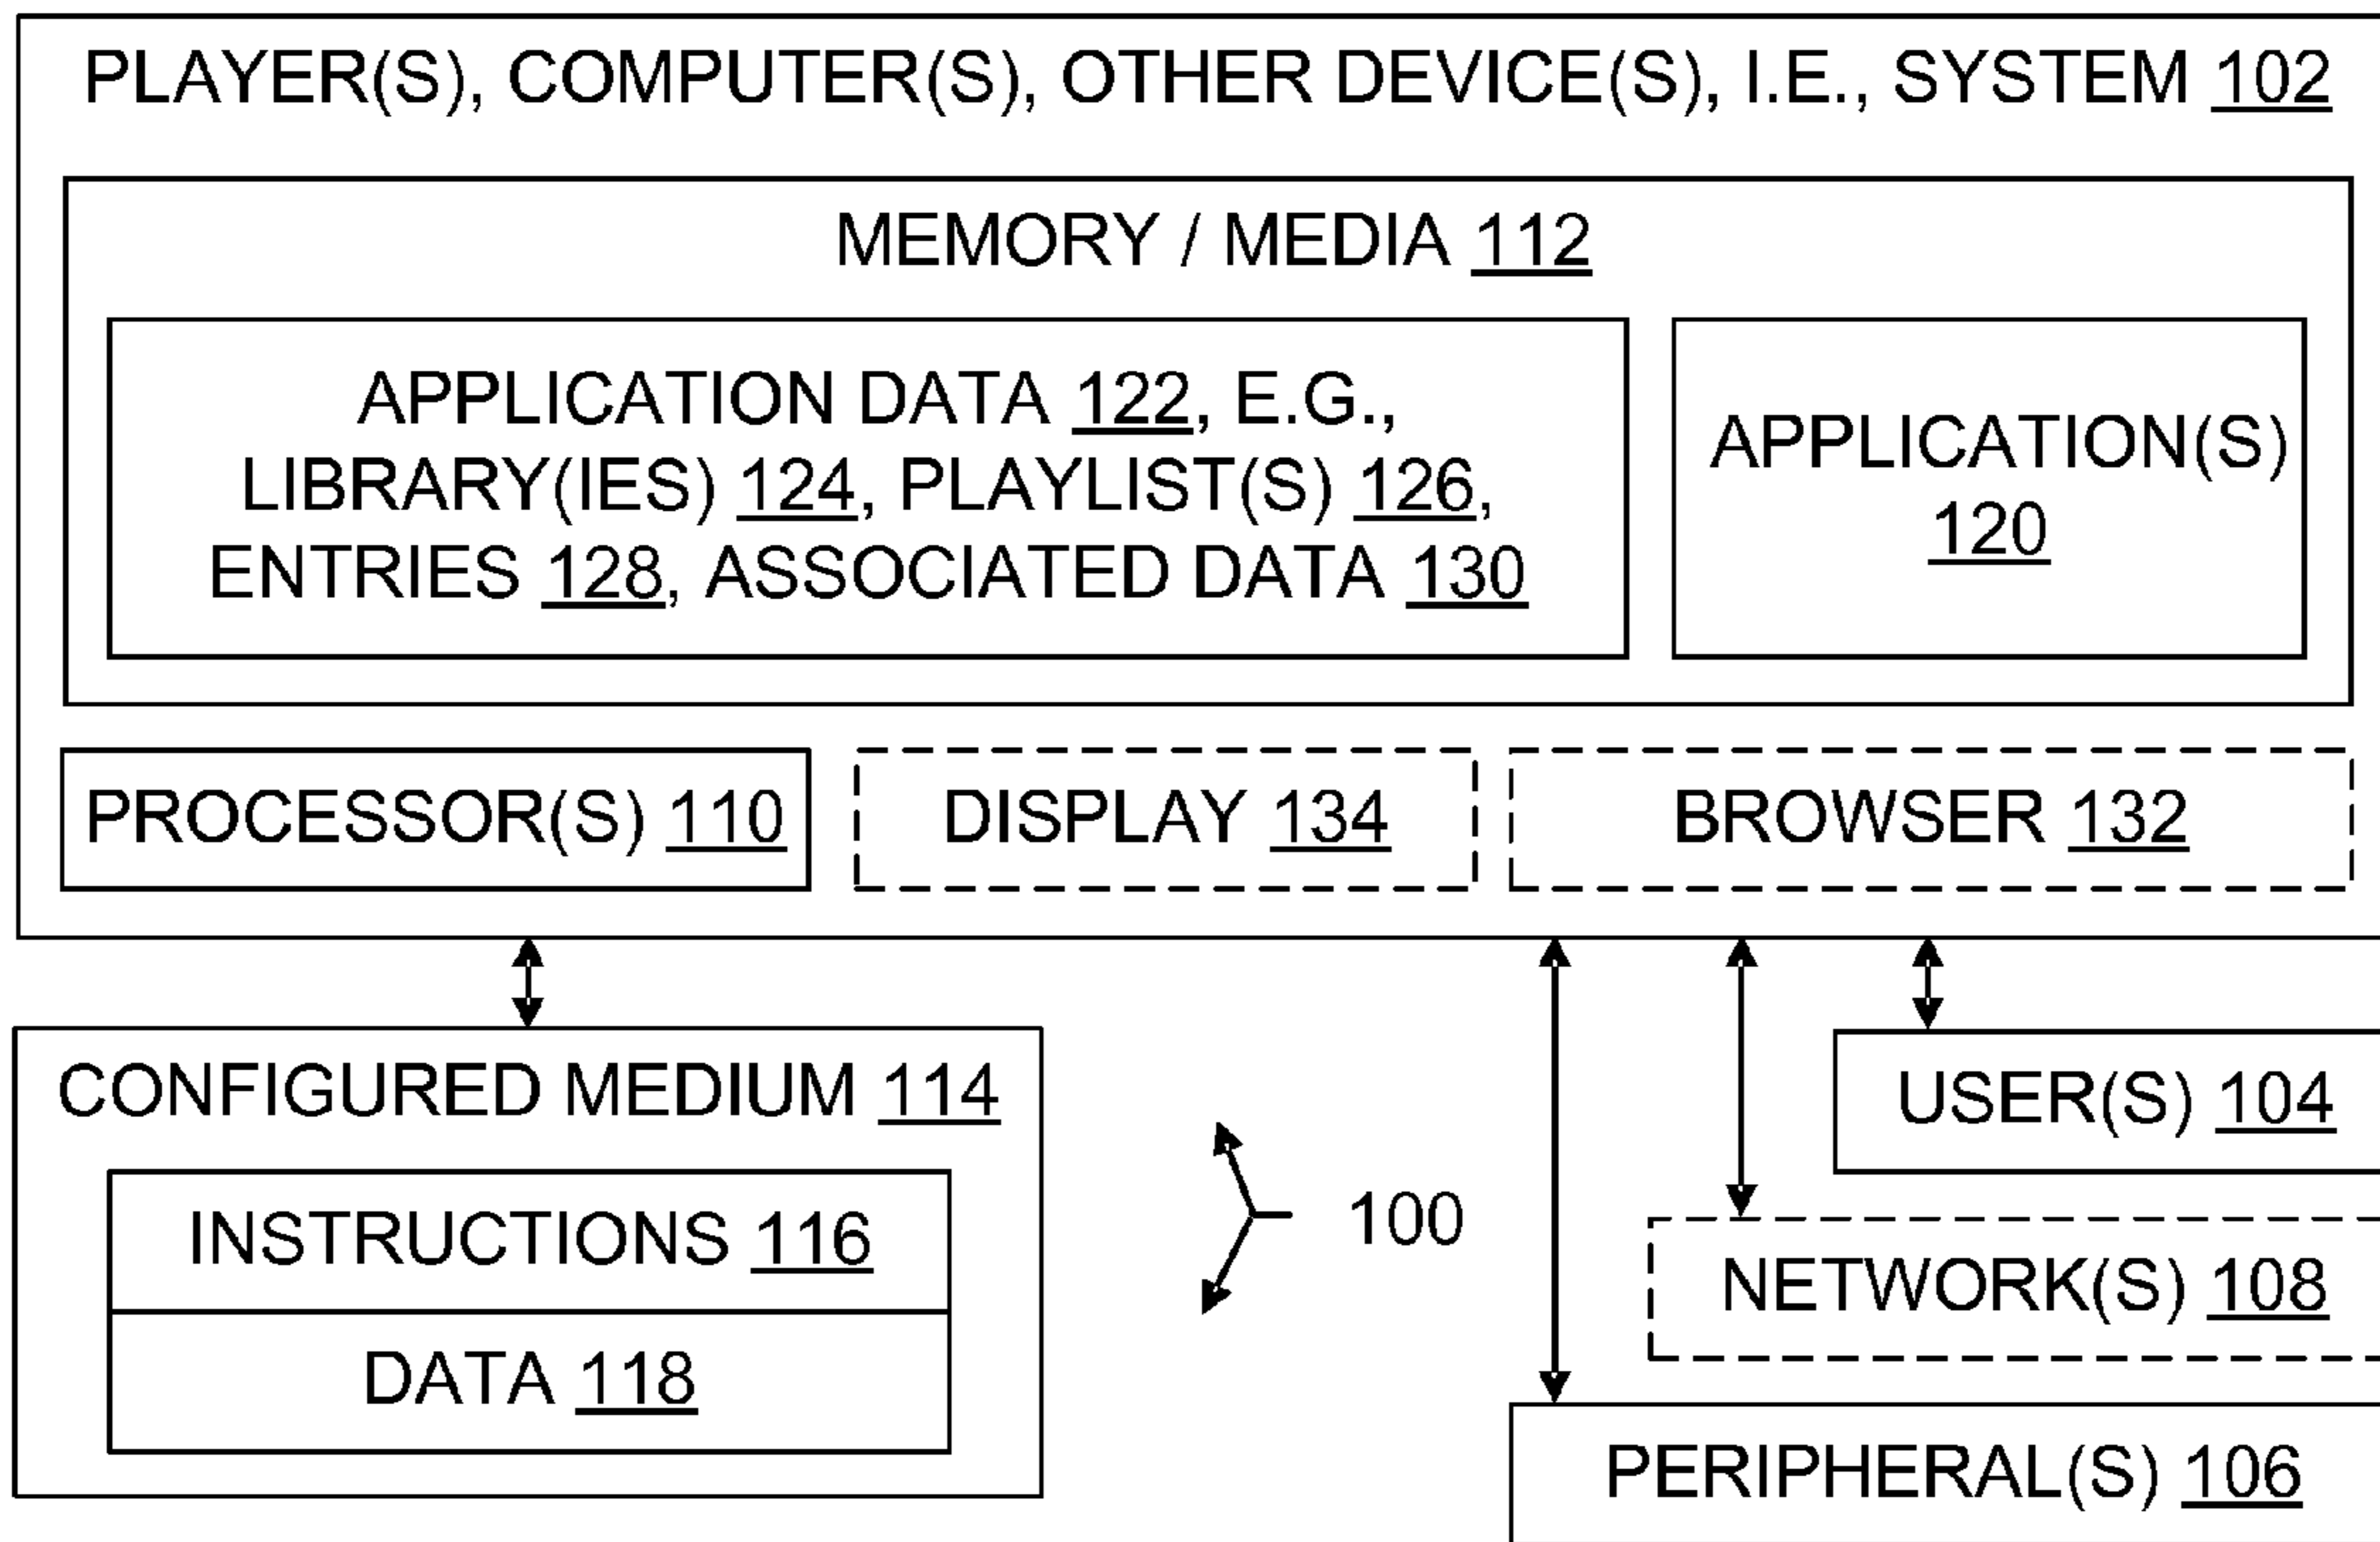 PLAYER(S), COMPUTER(S), OTHER DEVICE(S), I.E., SYSTEM 102
MEMORY / MEDIA 112
APPLICATION DATA 122, E.G.,
LIBRARY(IES) 124, PLAYLIST(S) 126,
ENTRIES 128, ASSOCIATED DATA 130
APPLICATION(S)
120
PROCESSOR(S) 110
DISPLAY 134
BROWSER 132
CONFIGURED MEDIUM 114
INSTRUCTIONS 116
DATA 118
100
USER(S) 104
NETWORK(S) 108
PERIPHERAL(S) 106